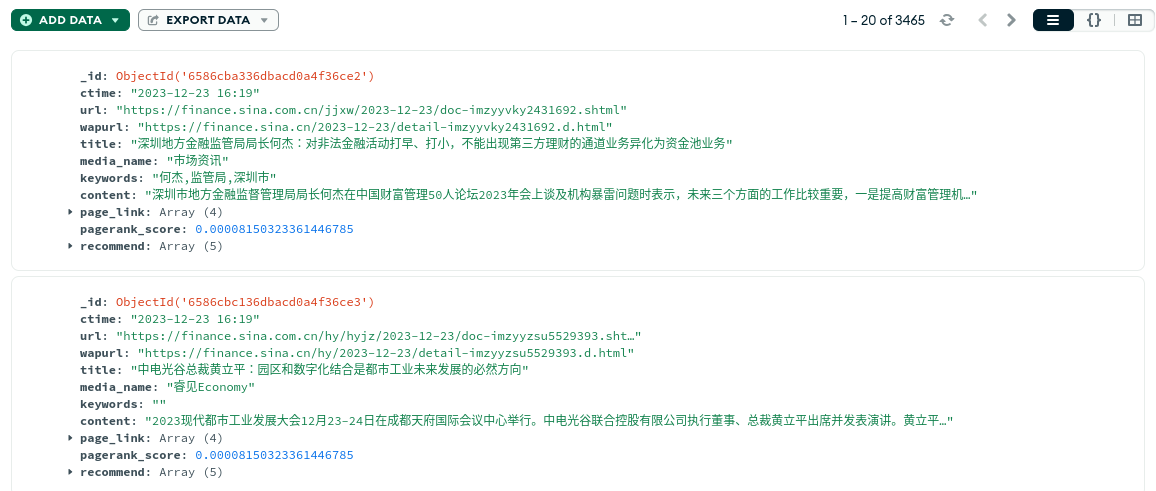 ADD DATA EXPORT DATA 1 – 20 of 3465 {}
_id: ObjectId('6586cba336dbacd0a4f36ce2')
ctime: "2023-12-23 16:19"
url: "https://finance.sina.com.cn/jjxw/2023-12-23/doc-imzyyvky2431692.shtml"
wapurl: "https://finance.sina.cn/2023-12-23/detail-imzyyvky2431692.d.html"
title: "深圳地方金融监管局局长何杰：对非法金融活动打早、打小，不能出现第三方理财的通道业务异化为资金池业务"
media_name: "市场资讯"
keywords: "何杰,监管局,深圳市"
content: "深圳市地方金融监督管理局局长何杰在中国财富管理50人论坛2023年会上谈及机构暴雷问题时表示，未来三个方面的工作比较重要，一是提高财富管理机…"
page_link: Array (4)
pagerank_score: 0.00008150323361446785
recommend: Array (5)
_id: ObjectId('6586cbc136dbacd0a4f36ce3')
ctime: "2023-12-23 16:19"
url: "https://finance.sina.com.cn/hy/hyjz/2023-12-23/doc-imzyyzsu5529393.sht…"
wapurl: "https://finance.sina.cn/hy/2023-12-23/detail-imzyyzsu5529393.d.html"
title: "中电光谷总裁黄立平：园区和数字化结合是都市工业未来发展的必然方向"
media_name: "睿见Economy"
keywords: ""
content: "2023现代都市工业发展大会12月23-24日在成都天府国际会议中心举行。中电光谷联合控股有限公司执行董事、总裁黄立平出席并发表演讲。黄立平…"
page_link: Array (4)
pagerank_score: 0.00008150323361446785
recommend: Array (5)